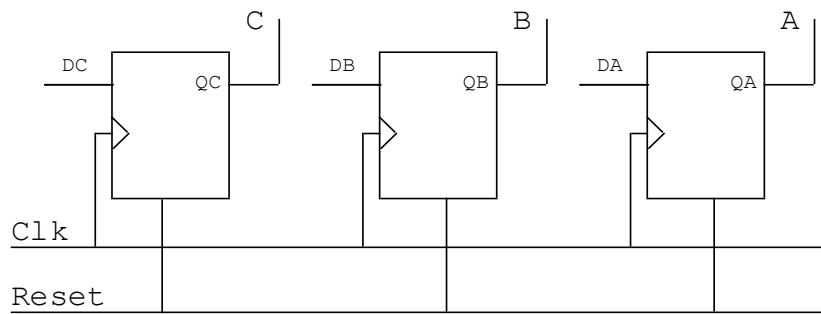 C B A
DC DB DA
QC QB QA
Clk
Reset